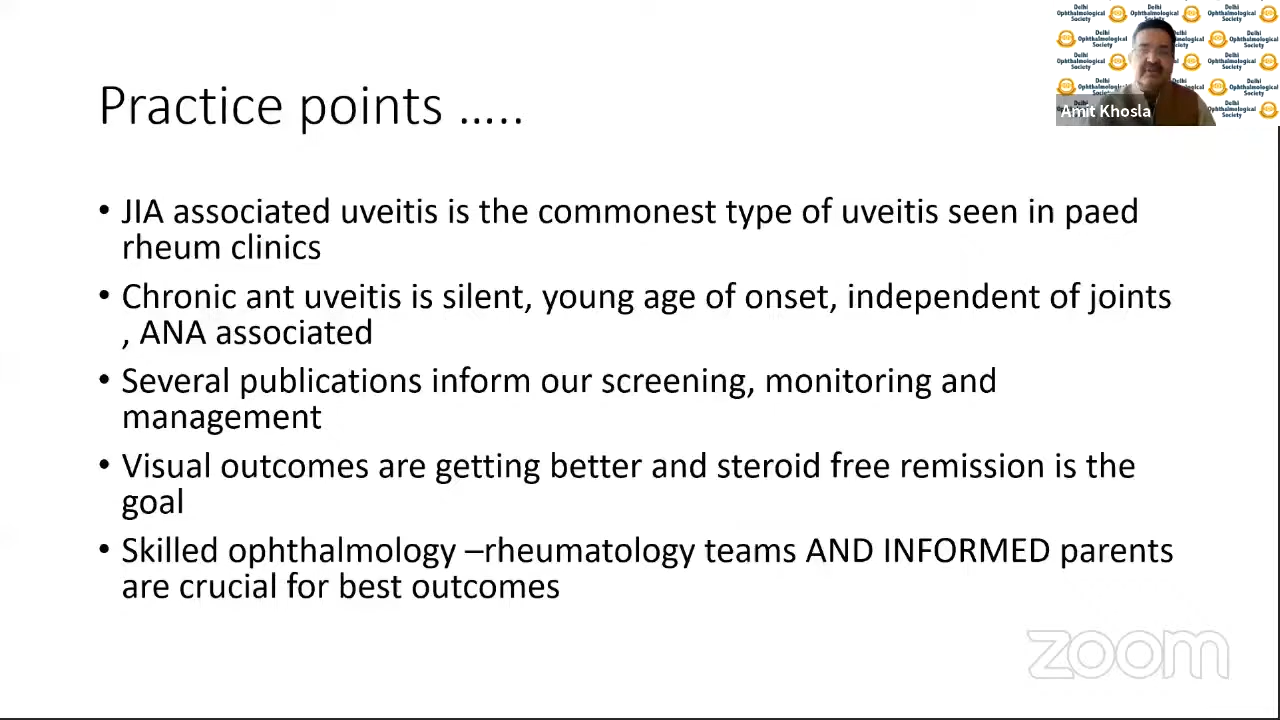 Practice points .....
• JIA associated uveitis is the commonest type of uveitis seen in paed
rheum clinics
• Chronic ant uveitis is silent, young age of onset, independent of joints
, ANA associated
• Several publications inform our screening, monitoring and
management
• Visual outcomes are getting better and steroid free remission is the
goal
• Skilled ophthalmology –rheumatology teams AND INFORMED parents
are crucial for best outcomes
Delhi
Ophthalmological
Society
Amit Khosla
zoom